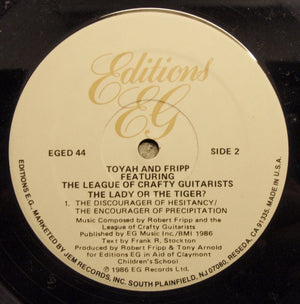 Editions
EG
EGED 44
SIDE 2
TOYAH AND FRIPP
FEATURING
THE LEAGUE OF CRAFTY GUITARISTS
THE LADY OR THE TIGER?
1. THE DISCOURAGER OF HESITANCY/
THE ENCOURAGER OF PRECIPITATION
Music Composed by Robert Fripp and the
League of Crafty Guitarists
Published by EG Music Inc./BMI 1986
Text by Frank R. Stockton
Produced by Robert Fripp & Tony Arnold
for Editions EG in Aid of Claymont
Children's School
℗ 1986 EG Records Ltd.
EDITIONS E.G., MARKETED BY JEM RECORDS, INC. SOUTH PLAINFIELD, NJ 07080, RESEDA, CA 91335. MADE IN U.S.A.